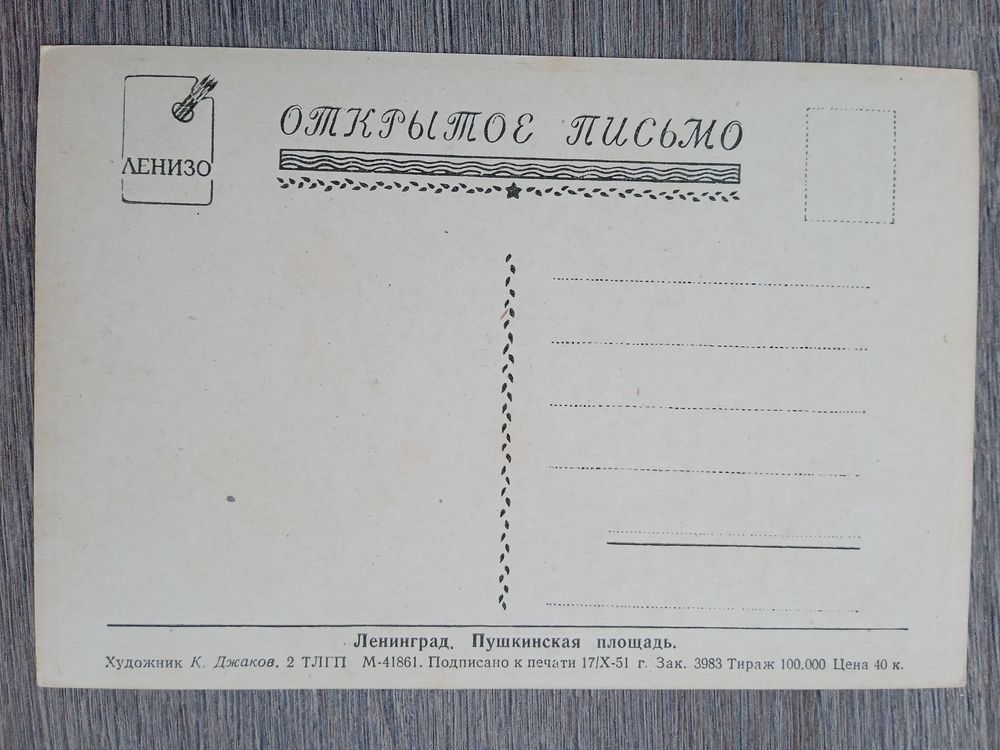 ЛЕНИЗО
ОТКРЫТОЕ ПИСЬМО
Ленинград. Пушкинская площадь.
Художник К. Джаков. 2 ТЛГП М-41861. Подписано к печати 17/X-51 г. Зак. 3983 Тираж 100.000 Цена 40 к.